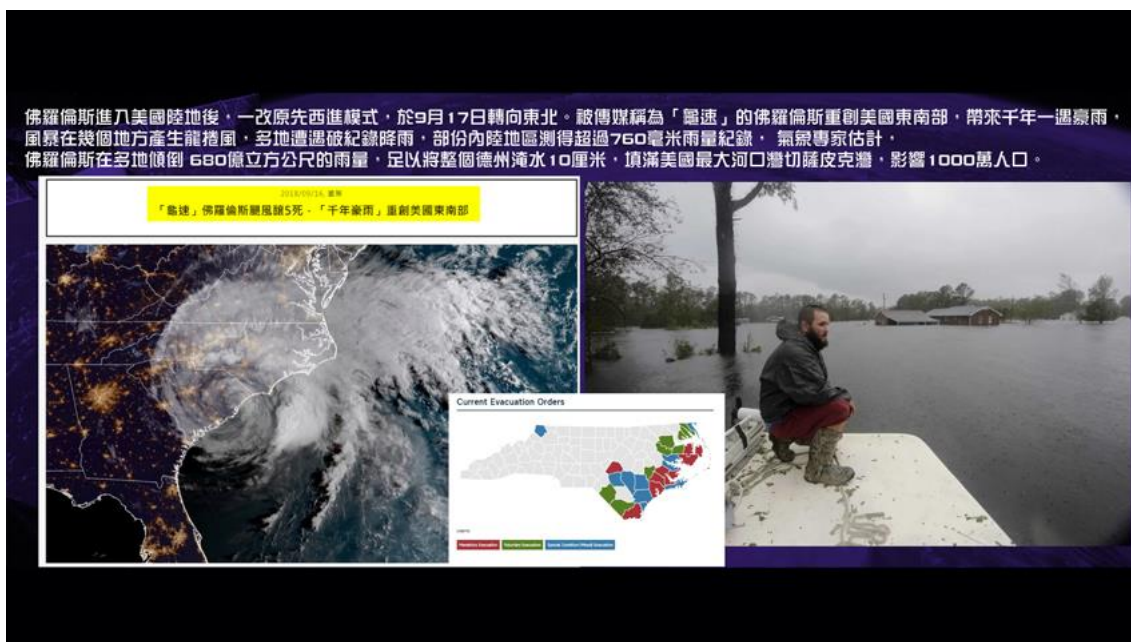 佛羅倫斯進入美國陸地後，一改原先西進模式，於9月17日轉向東北。被傳媒稱為「龜速」的佛羅倫斯重創美國東南部，帶來千年一遇豪雨，
風暴在幾個地方產生龍捲風，多地遭遇破紀錄降雨，部份內陸地區測得超過760毫米雨量紀錄， 氣象專家估計，
佛羅倫斯在多地傾倒 680億立方公尺的雨量，足以將整個德州淹水10厘米，填滿美國最大河口灣切薩皮克灣，影響1000萬人口。
2018/09/16,
「龜速」佛羅倫斯颶風釀5死 - 「千年豪雨」重創美國東南部
Current Evacuation Orders
Mandatory Evacuation Voluntary Evacuation Special Condition/Mixed Evacuation